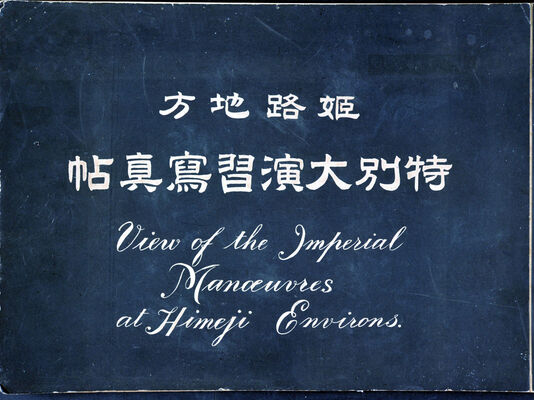 姫路地方
特別大演習寫真帖
View of the Imperial
Manœuvres
at Himeji Environs.